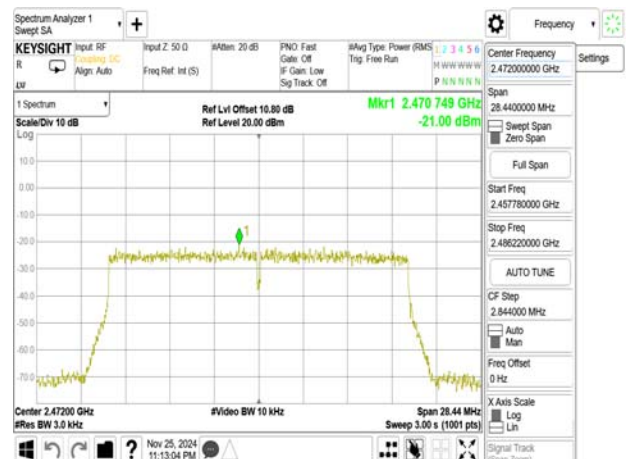 Spectrum Analyzer 1
Swept SA
Frequency
KEYSIGHT
Input: RF
Coupling: DC
Align: Auto
Input Z: 50 Ω
Freq Ref: Int (S)
#Atten: 20 dB
PNO: Fast
Gate: Off
IF Gain: Low
Sig Track: Off
#Avg Type: Power (RMS
Trig: Free Run
1 2 3 4 5 6
M W W W W W
P N N N N N
R
LXI
1 Spectrum
Scale/Div 10 dB
Log
Ref Lvl Offset 10.80 dB
Ref Level 20.00 dBm
Mkr1 2.470 749 GHz
-21.00 dBm
10.0
0.00
-10.0
-20.0
-30.0
-40.0
-50.0
-60.0
-70.0
1
Center 2.47200 GHz
#Res BW 3.0 kHz
#Video BW 10 kHz
Span 28.44 MHz
Sweep 3.00 s (1001 pts)
Nov 25, 2024
11:13:04 PM
Center Frequency
2.472000000 GHz
Settings
Span
28.4400000 MHz
Swept Span
Zero Span
Full Span
Start Freq
2.457780000 GHz
Stop Freq
2.486220000 GHz
AUTO TUNE
CF Step
2.844000 MHz
Auto
Man
Freq Offset
0 Hz
X Axis Scale
Log
Lin
Signal Track
(Span Zoom)